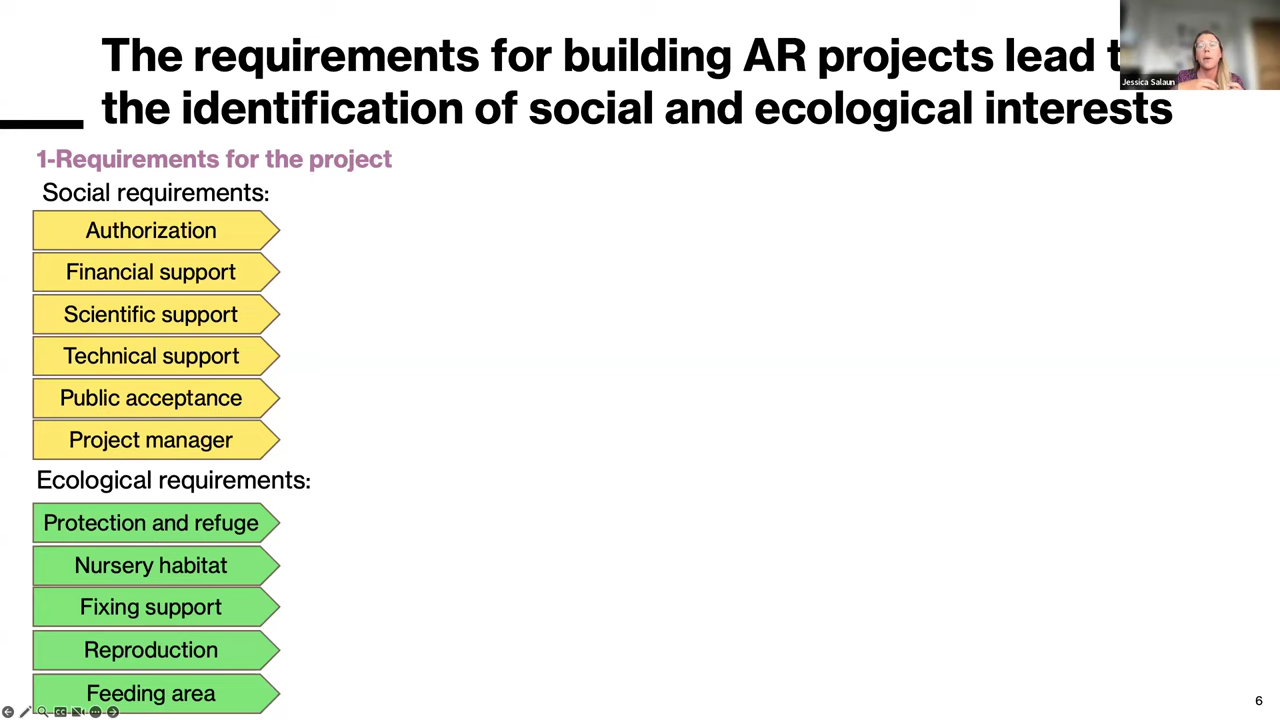 The requirements for building AR projects lead t
the identification of social and ecological interests
Jessica Salaun
1-Requirements for the project
Social requirements:
Authorization
Financial support
Scientific support
Technical support
Public acceptance
Project manager
Ecological requirements:
Protection and refuge
Nursery habitat
Fixing support
Reproduction
Feeding area
CC
6